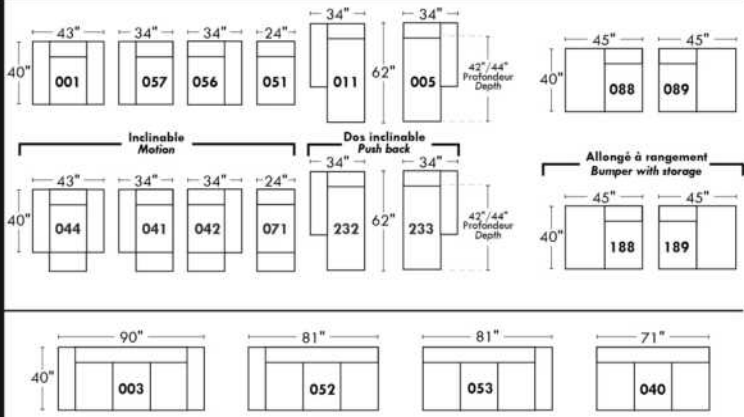 43" 34" 34" 24" 34" 34" 45" 45"
40" 001 057 056 051 011 62" 005 42"/44" Profondeur Depth 40" 088 089
Inclinable
Motion
Dos inclinable
Push back
Allongé à rangement
Bumper with storage
43" 34" 34" 24" 34" 34" 45" 45"
40" 044 041 042 071 232 62" 233 42"/44" Profondeur Depth 40" 188 189
90" 81" 81" 71"
40" 003 052 053 040